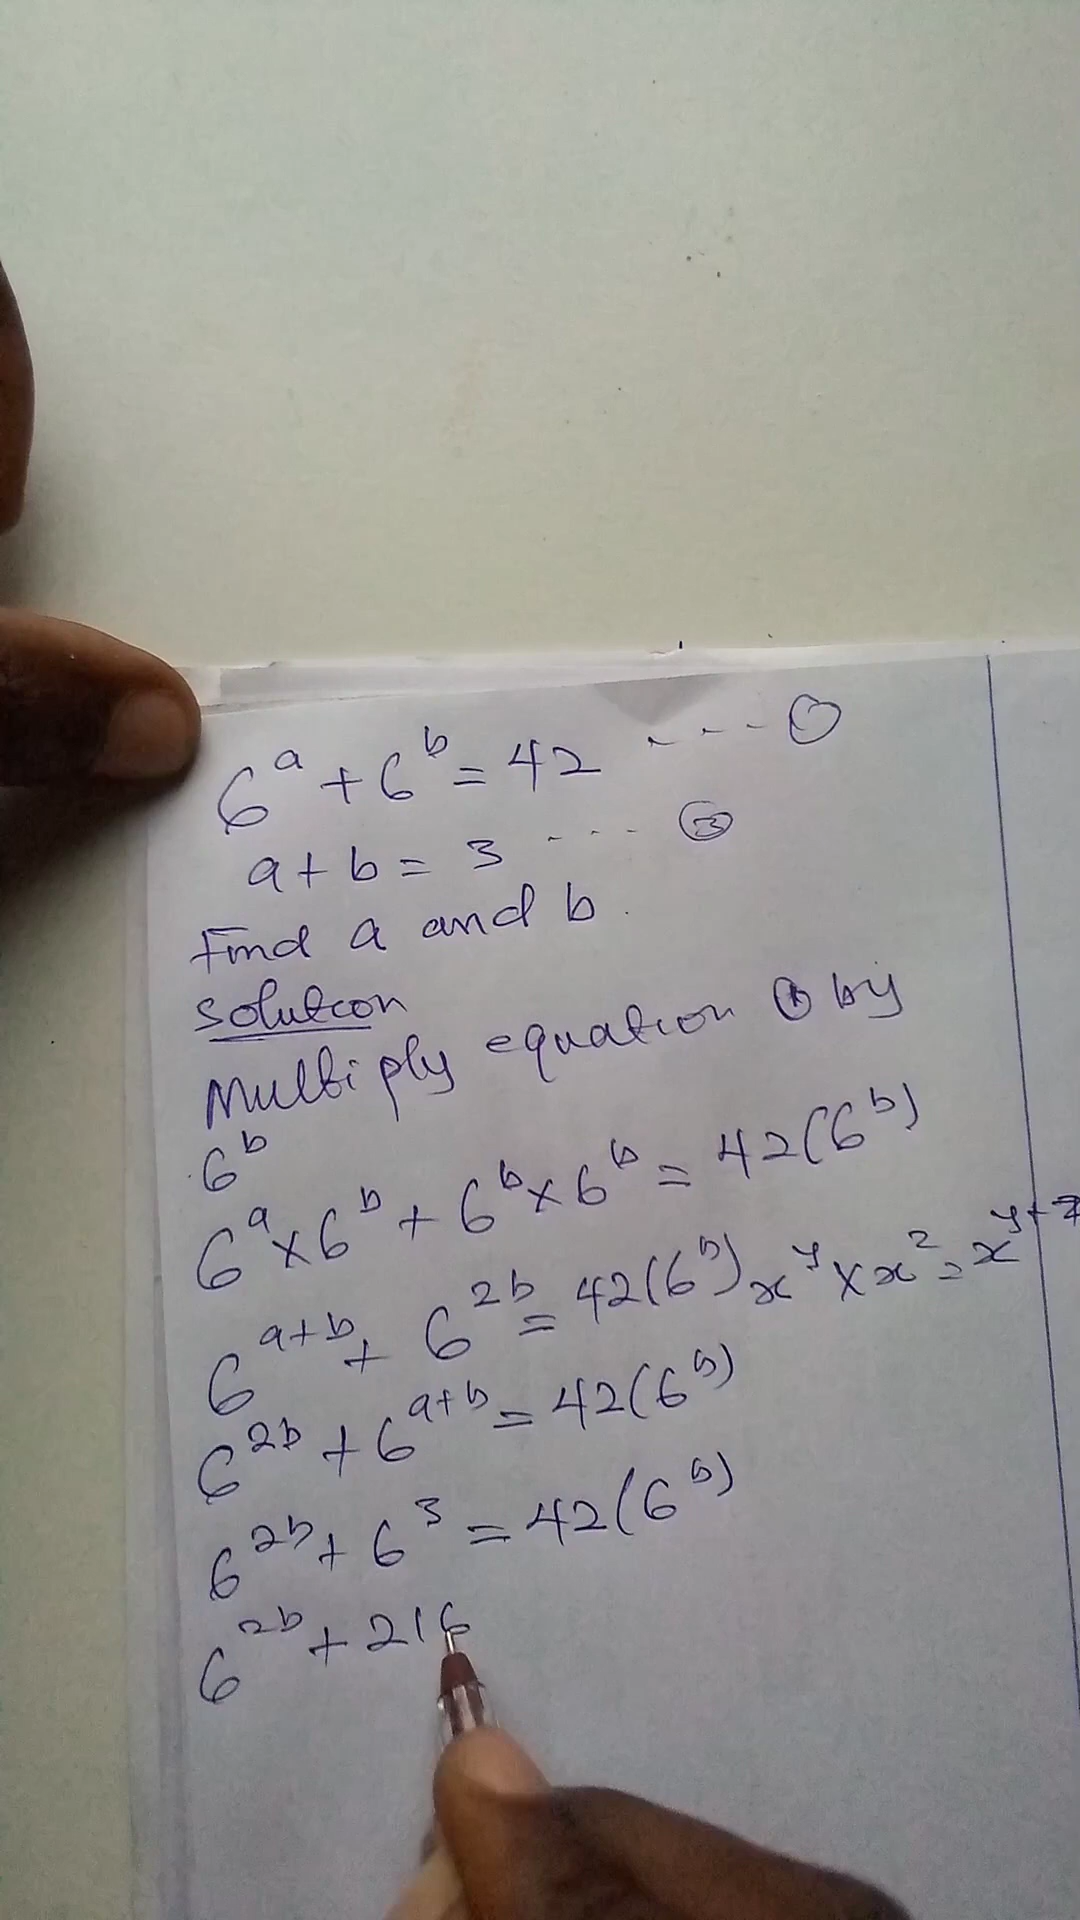 6^a + 6^b = 42 ---- ①
a + b = 3 --- ②
Find a and b.
Solution
Multiply equation ① by
6^b
6^a × 6^b + 6^b × 6^b = 42(6^b)
6^{a+b} + 6^{2b} = 42(6^b) x^y × x^z = x^{y+z}
6^{2b} + 6^{a+b} = 42(6^b)
6^{2b} + 6^3 = 42(6^b)
6^{2b} + 216